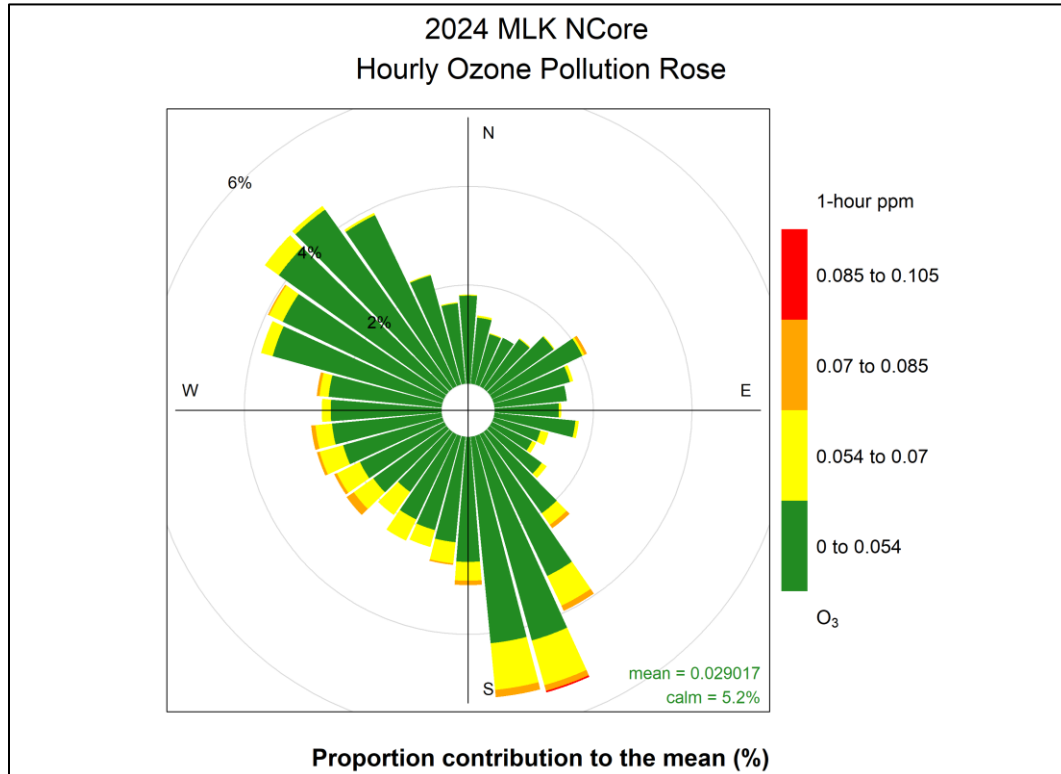 2024 MLK NCore
Hourly Ozone Pollution Rose
N
6%
1-hour ppm
4%
0.085 to 0.105
2%
0.07 to 0.085
W
E
0.054 to 0.07
0 to 0.054
O₃
mean = 0.029017
S
calm = 5.2%
Proportion contribution to the mean (%)